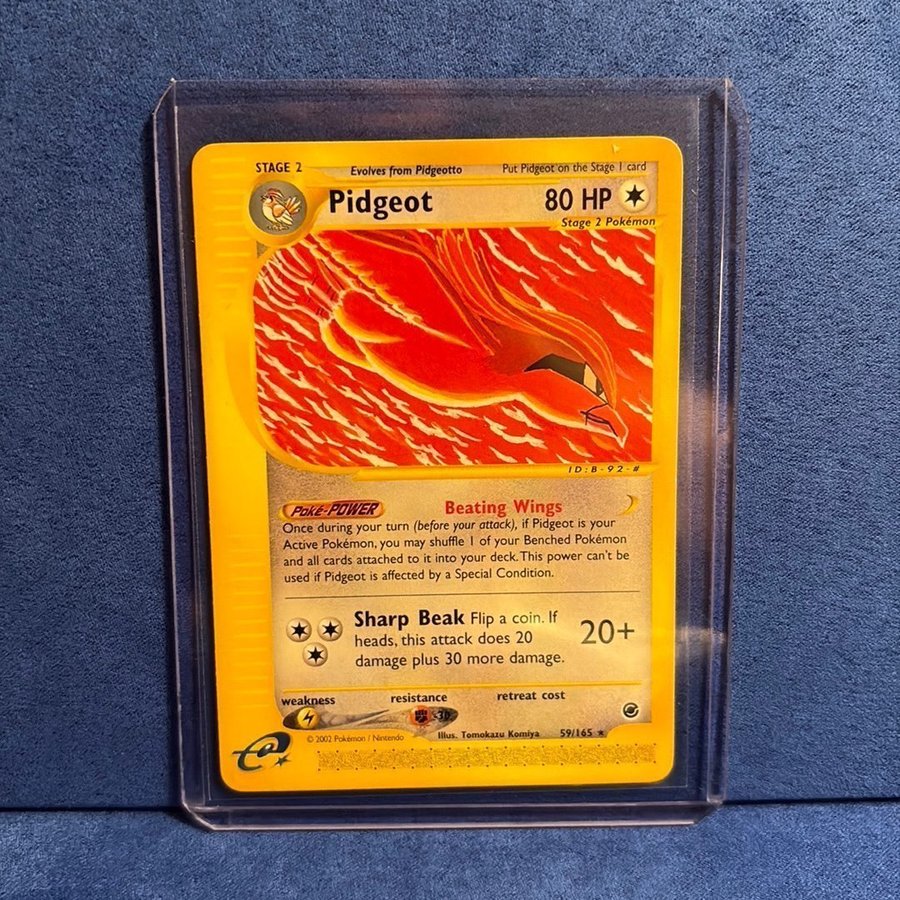 STAGE 2 Evolves from Pidgeotto Put Pidgeot on the Stage 1 card
Pidgeot 80 HP
Stage 2 Pokémon
ID:B-92-#
Poké-POWER Beating Wings
Once during your turn (before your attack), if Pidgeot is your
Active Pokémon, you may shuffle 1 of your Benched Pokémon
and all cards attached to it into your deck. This power can't be
used if Pidgeot is affected by a Special Condition.
Sharp Beak Flip a coin. If
heads, this attack does 20
damage plus 30 more damage.
20+
weakness resistance retreat cost
-30
Illus. Tomokazu Komiya 59/165 ★
© 2002 Pokémon / Nintendo
e